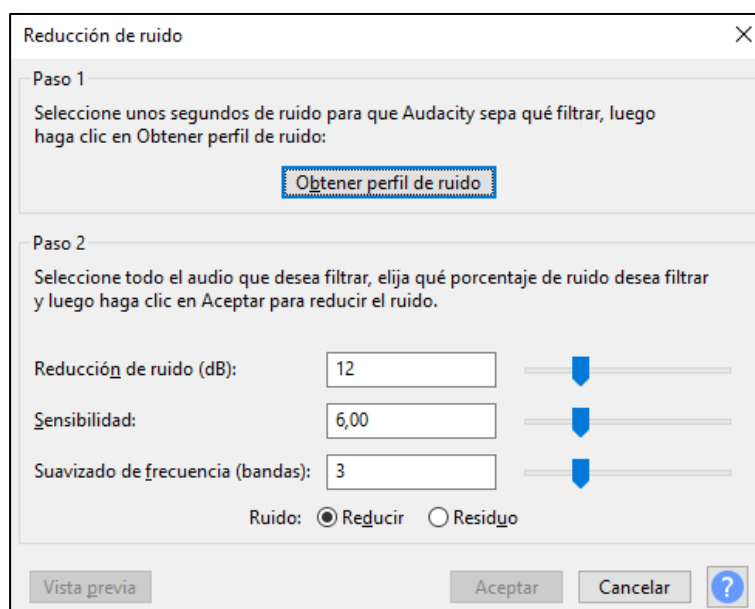 Reducción de ruido
Paso 1
Seleccione unos segundos de ruido para que Audacity sepa qué filtrar, luego
haga clic en Obtener perfil de ruido:
Obtener perfil de ruido
Paso 2
Seleccione todo el audio que desea filtrar, elija qué porcentaje de ruido desea filtrar
y luego haga clic en Aceptar para reducir el ruido.
Reducción de ruido (dB): 12
Sensibilidad: 6,00
Suavizado de frecuencia (bandas): 3
Ruido: Reducir Residuo
Vista previa Aceptar Cancelar ?